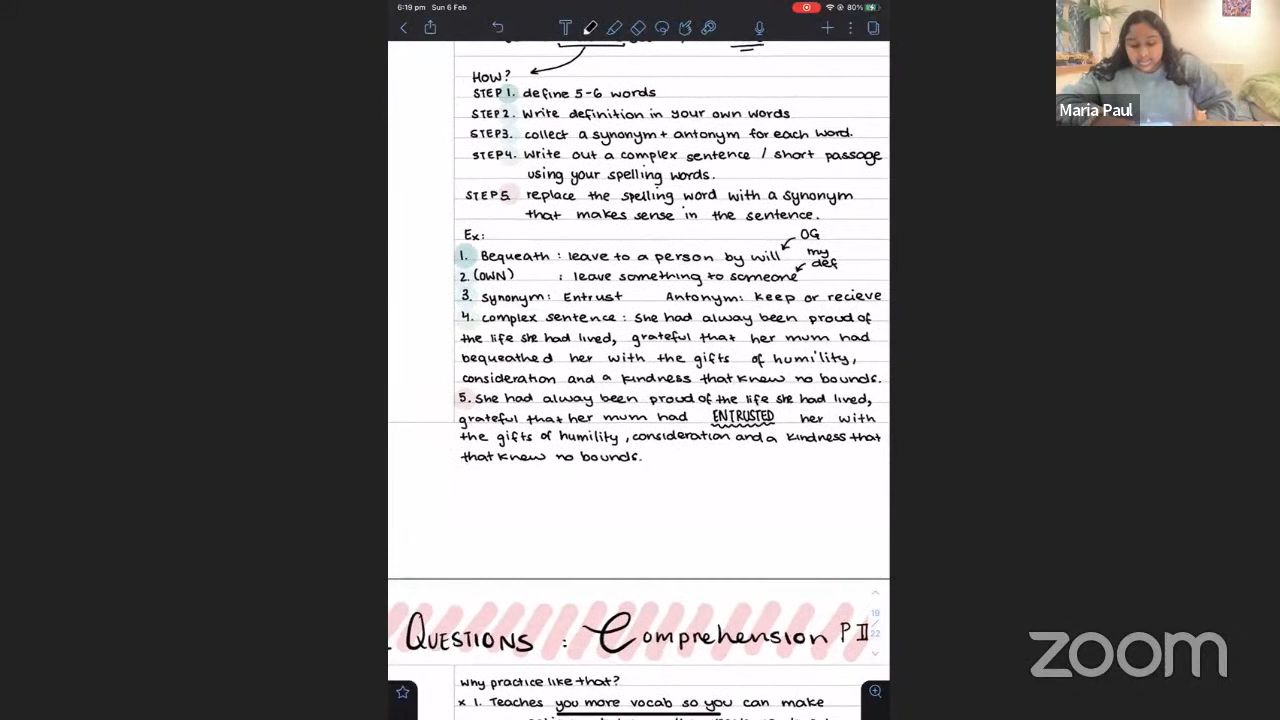 6:19 pm Sun 6 Feb
80%
Maria Paul
How?
STEP 1. define 5-6 words
STEP2. Write definition in your own words
STEP3. collect a synonym + antonym for each word.
STEP4. Write out a complex sentence / short passage
using your spelling words.
STEP 5 replace the spelling word with a synonym
that makes sense in the sentence.
Ex:
OG
1. Bequeath : leave to a person by will
my
def
2. (OWN) : leave something to someone
3. Synonym: Entrust Antonym: keep or recieve
4. complex sentence : She had alway been proud of
the life she had lived, grateful that her mum had
bequeathed her with the gifts of humility,
consideration and a kindness that knew no bounds.
5. She had alway been proud of the life she had lived,
grateful that her mum had ENTRUSTED her with
the gifts of humility, consideration and a kindness that
that knew no bounds.
QUESTIONS : Comprehension P II
19
/
22
zoom
Why practice like that?
x 1. Teaches you more vocab so you can make